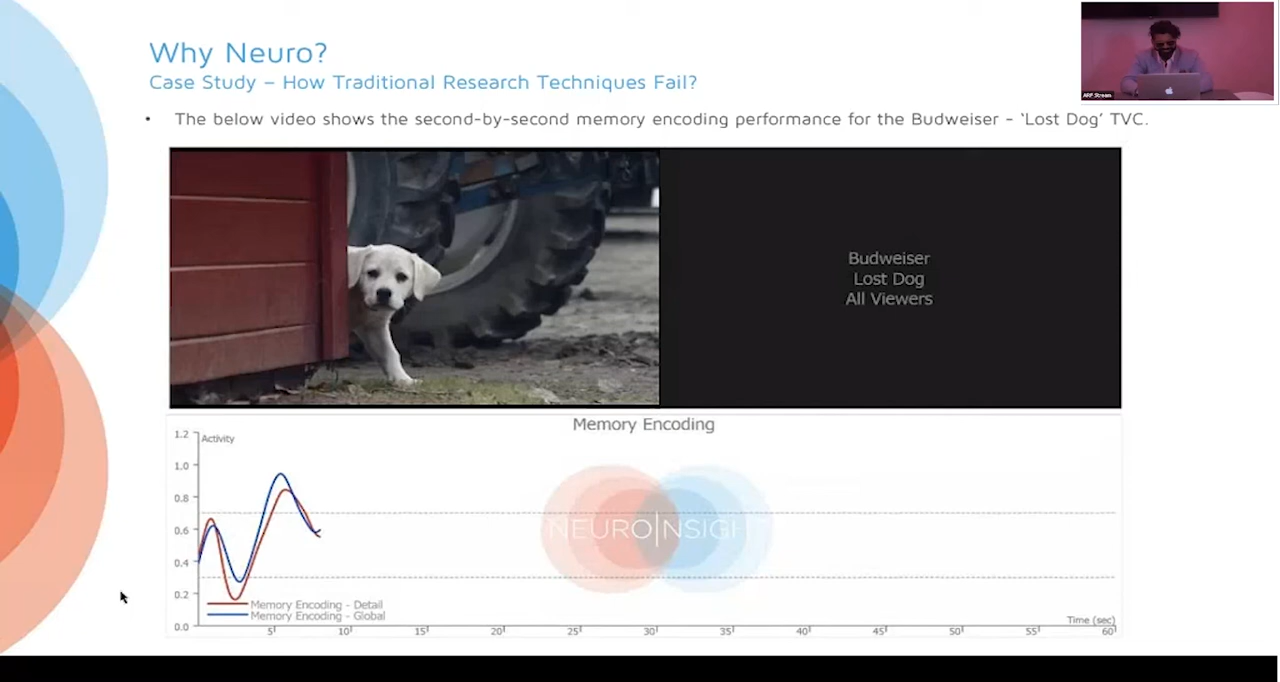 Why Neuro?
Case Study – How Traditional Research Techniques Fail?
ARF Stream
• The below video shows the second-by-second memory encoding performance for the Budweiser - ‘Lost Dog’ TVC.
Budweiser
Lost Dog
All Viewers
Memory Encoding
Activity
1.2
1.0
0.8
0.6
0.4
0.2
0.0
NEURO|NSIGHT
Memory Encoding - Detail
Memory Encoding - Global
Time (sec)
5 10 15 20 25 30 35 40 45 50 55 60